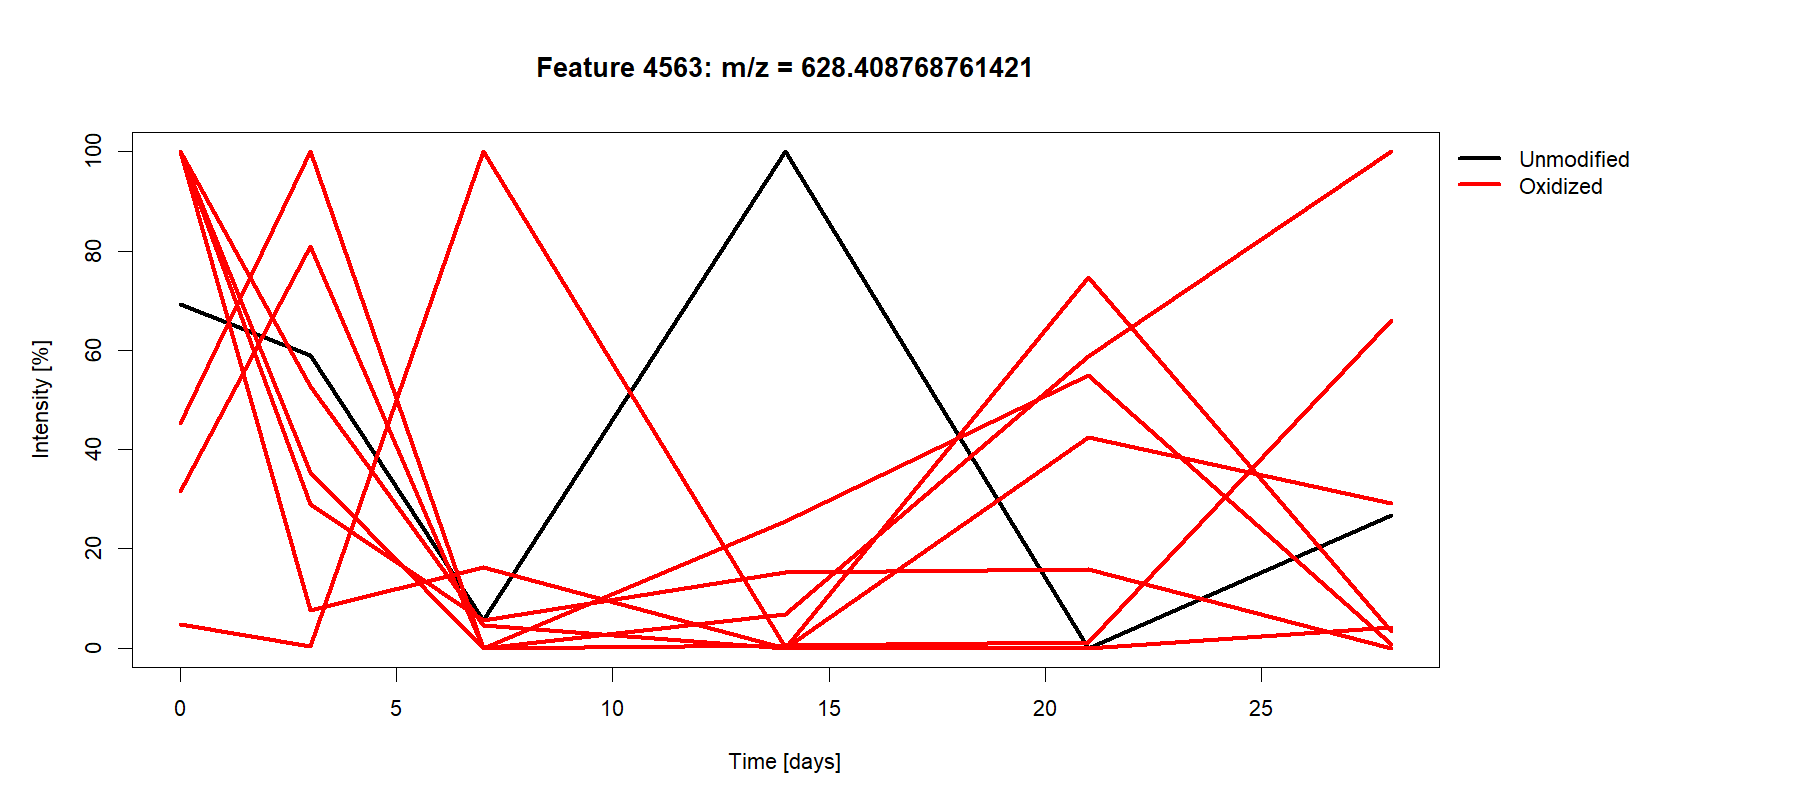 Feature 4563: m/z = 628.408768761421
Unmodified
Oxidized
Intensity [%]
100
80
60
40
20
0
0 5 10 15 20 25
Time [days]